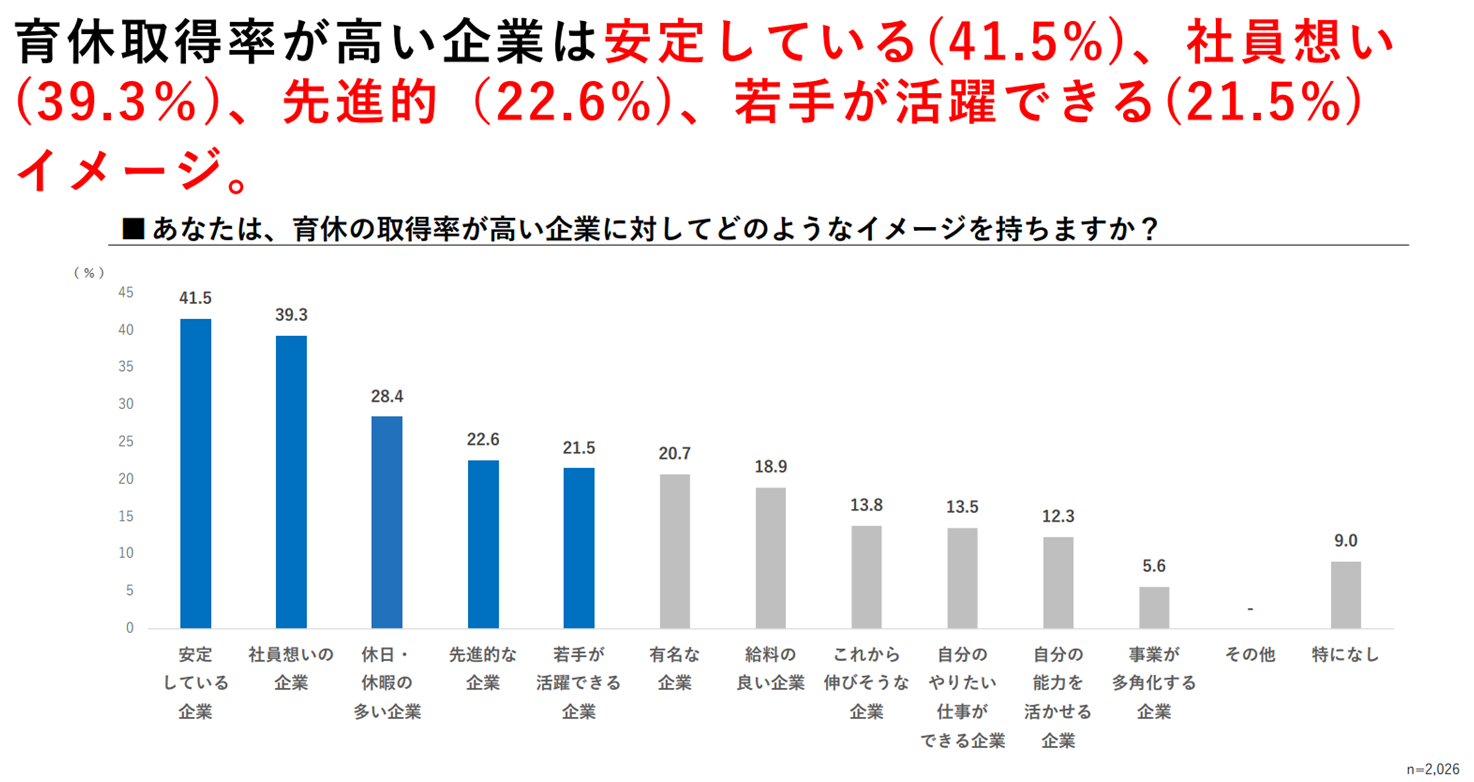 育休取得率が高い企業は安定している(41.5%)、社員想い
(39.3%)、先進的（22.6%)、若手が活躍できる(21.5%)
イメージ。
■あなたは、育休の取得率が高い企業に対してどのようなイメージを持ちますか？
（%）
45
40
35
30
25
20
15
10
5
0
41.5
39.3
28.4
22.6
21.5
20.7
18.9
13.8
13.5
12.3
5.6
-
9.0
安定
している
企業
社員想いの
企業
休日・
休暇の
多い企業
先進的な
企業
若手が
活躍できる
企業
有名な
企業
給料の
良い企業
これから
伸びそうな
企業
自分の
やりたい
仕事が
できる企業
自分の
能力を
活かせる
企業
事業が
多角化する
企業
その他
特になし
n=2,026